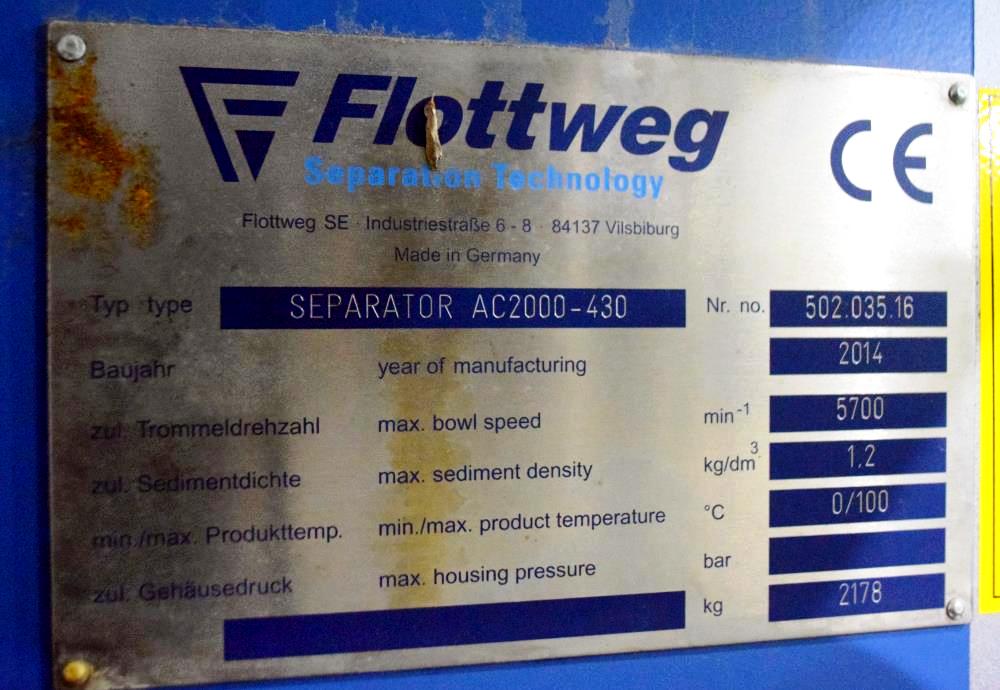 Flottweg
Separation Technology
CE
Flottweg SE · Industriestraße 6 - 8 · 84137 Vilsbiburg
Made in Germany
Typ type SEPARATOR AC2000-430 Nr. no. 502.035.16
Baujahr year of manufacturing 2014
zul. Trommeldrehzahl max. bowl speed min-1 5700
zul. Sedimentdichte max. sediment density kg/dm3 1,2
min./max. Produkttemp. min./max. product temperature °C 0/100
zul. Gehäusedruck max. housing pressure bar
kg 2178